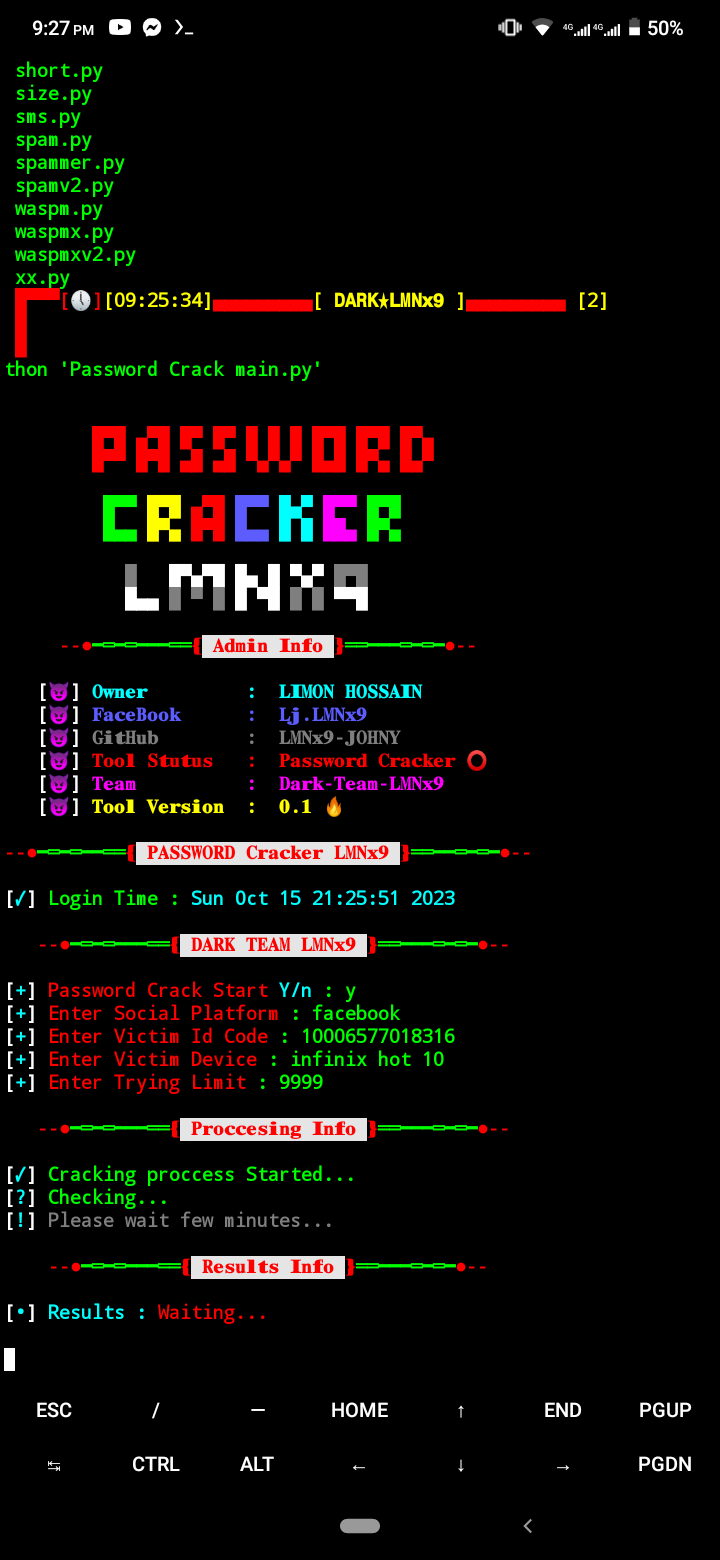 9:27 PM 4G 4G 50%
short.py
size.py
sms.py
spam.py
spammer.py
spamv2.py
waspm.py
waspmx.py
waspmxv2.py
xx.py
[🕔][09:25:34] [ DARK★LMNx9 ] [2]
thon 'Password Crack main.py'
PASSWORD
CRACKER
LMNX9
Admin Info
[😈] Owner : LIMON HOSSAIN
[😈] FaceBook : Lj.LMNx9
[😈] GitHub : LMNx9-JOHNY
[😈] Tool Stutus : Password Cracker ⭕
[😈] Team : Dark-Team-LMNx9
[😈] Tool Version : 0.1 🔥
PASSWORD Cracker LMNx9
[✓] Login Time : Sun Oct 15 21:25:51 2023
DARK TEAM LMNx9
[+] Password Crack Start Y/n : y
[+] Enter Social Platform : facebook
[+] Enter Victim Id Code : 10006577018316
[+] Enter Victim Device : infinix hot 10
[+] Enter Trying Limit : 9999
Proccesing Info
[✓] Cracking proccess Started...
[?] Checking...
[!] Please wait few minutes...
Results Info
[•] Results : Waiting...
ESC / — HOME ↑ END PGUP
↹ CTRL ALT ← ↓ → PGDN